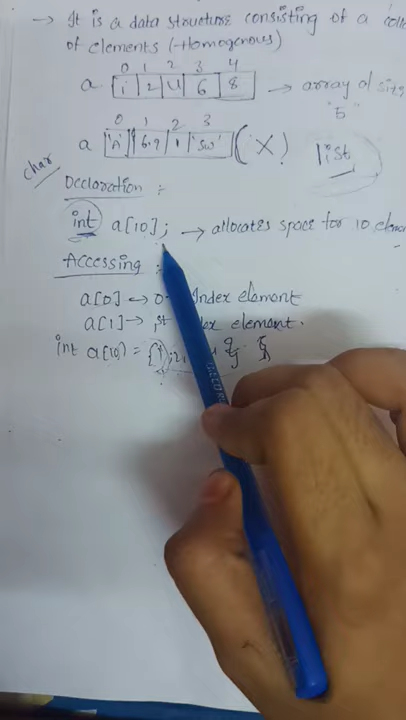 → It is a data structure consisting of a
of elements (-Homogenous)
0 1 2 3 4
a 1 2 4 6 8 → array of size
"5"
0 1 2 3
a 'A' 6.7 1 'sw' (X) list
char
Declaration :-
int a[10]; → allocates space for 10
Accessing :
a[0] → Index element
a[1] → 1st Index element.
int a[10] = {1,2,